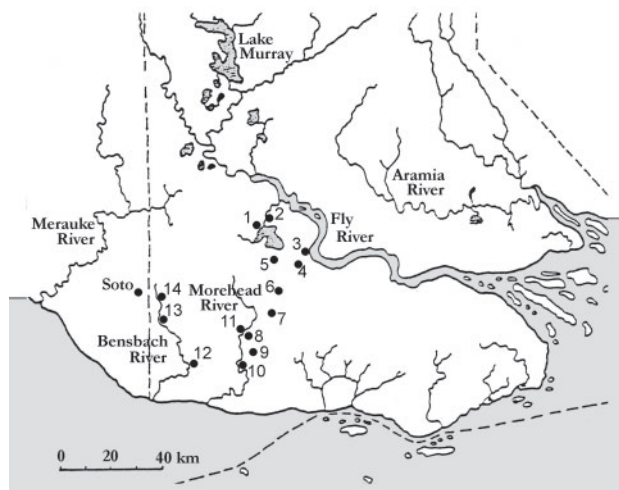 Lake
Murray
Aramia
River
Merauke
River
1
2
Fly
River
3
4
5
Soto
14
Morehead
River
6
13
7
Bensbach
River
11
8
9
12
10
0
20
40 km